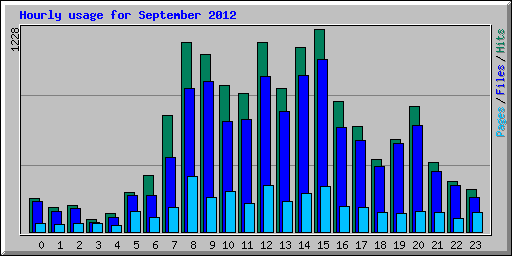 Hourly usage for September 2012
1228
Pages / Files / Hits
0 1 2 3 4 5 6 7 8 9 10 11 12 13 14 15 16 17 18 19 20 21 22 23